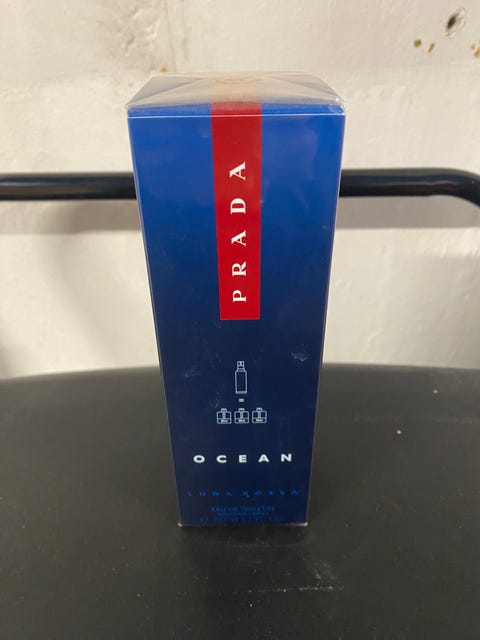 PRADA
OCEAN
LUNA ROSSA
EAU DE TOILETTE